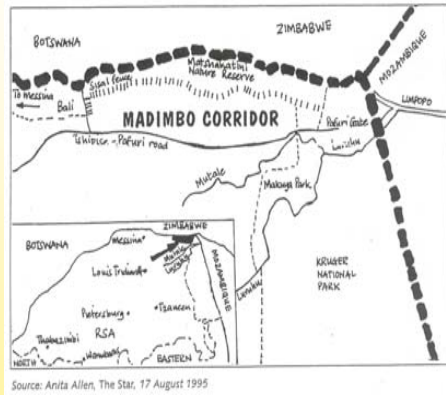 BOTSWANA
ZIMBABWE
MOZAMBIQUE
Sisal fence
Matshakatini
Nature Reserve
To messina
Bali
MADIMBO CORRIDOR
LIMPOPO
Pafuri Gate
Tshipise - Pafuri road
Luvuvhu
Mutale
Makuya Park
KRUGER
NATIONAL
PARK
ZIMBABWE
BOTSWANA
messina
Mutale
MOZAMBIQUE
Louis Trichardt
Pietersburg
Tzaneen
RSA
Thabazimbi
NORTH
EASTERN
Source: Anita Allen, The Star, 17 August 1995